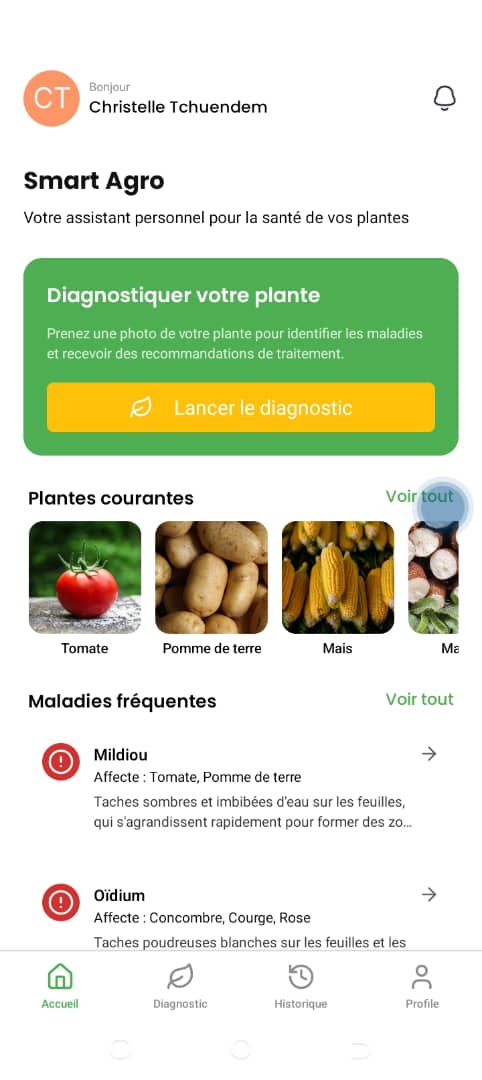 CT
Bonjour
Christelle Tchuendem
Smart Agro
Votre assistant personnel pour la santé de vos plantes
Diagnostiquer votre plante
Prenez une photo de votre plante pour identifier les maladies
et recevoir des recommandations de traitement.
Lancer le diagnostic
Plantes courantes
Voir tout
Tomate
Pomme de terre
Mais
Ma
Maladies fréquentes
Voir tout
Mildiou
Affecte : Tomate, Pomme de terre
Taches sombres et imbibées d'eau sur les feuilles,
qui s'agrandissent rapidement pour former des zo...
Oïdium
Affecte : Concombre, Courge, Rose
Taches poudreuses blanches sur les feuilles et les
Accueil
Diagnostic
Historique
Profile